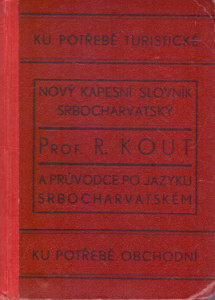 KU POTŘEBĚ TURISTICKÉ
NOVÝ KAPESNÍ SLOVNÍK
SRBOCHARVATSKÝ
PROF. R. KOUT
A PRŮVODCE PO JAZYKU
SRBOCHARVATSKÉM
KU POTŘEBĚ OBCHODNÍ